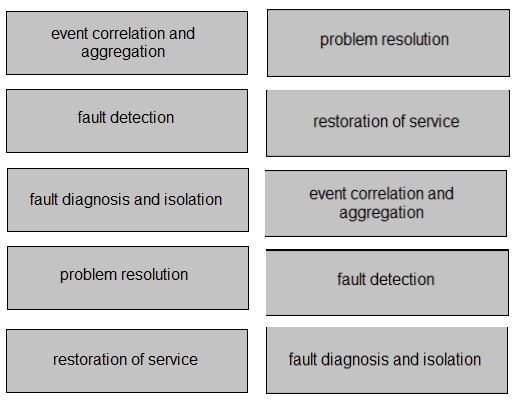 event correlation and
aggregation
fault detection
fault diagnosis and isolation
problem resolution
restoration of service
problem resolution
restoration of service
event correlation and
aggregation
fault detection
fault diagnosis and isolation